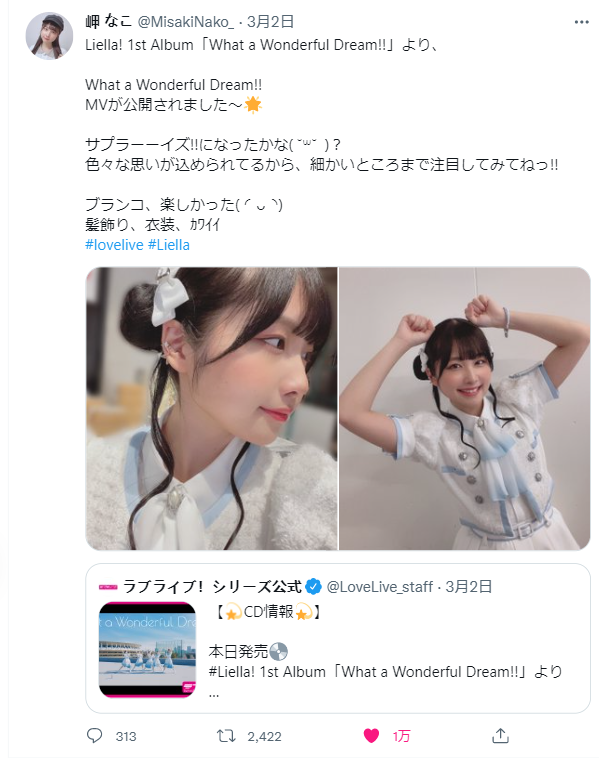 岬 なこ @MisakiNako_ · 3月2日
Liella! 1st Album「What a Wonderful Dream!!」より、
What a Wonderful Dream!!
MVが公開されました〜🌟
サプラーーイズ!!になったかな( ˘ ꒳ ˘ )？
色々な思いが込められてるから、細かいところまで注目してみてねっ!!
ブランコ、楽しかった( ◜ ᴗ ◝ )
髪飾り、衣装、ｶﾜｲｲ
#lovelive #Liella
ラブライブ！シリーズ公式 @LoveLive_staff · 3月2日
【💫CD情報💫】
本日発売💿
#Liella! 1st Album「What a Wonderful Dream!!」より
...
t a Wonderful Dre
313 2,422 1万